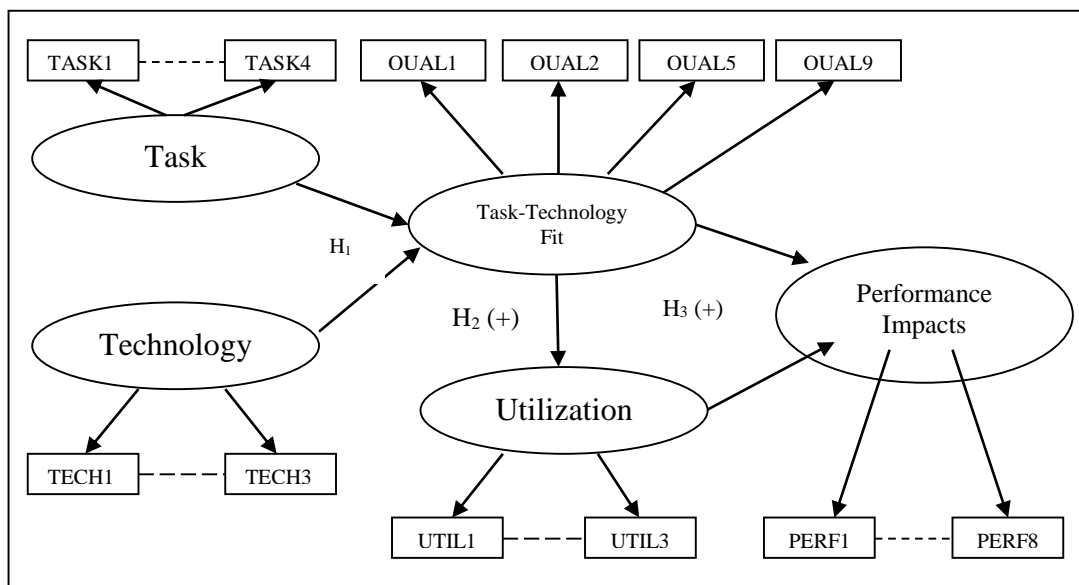 TASK1
TASK4
OUAL1
OUAL2
OUAL5
OUAL9
Task
Task-Technology
Fit
H₁
Technology
H₂ (+)
H₃ (+)
Performance
Impacts
Utilization
TECH1
TECH3
UTIL1
UTIL3
PERF1
PERF8